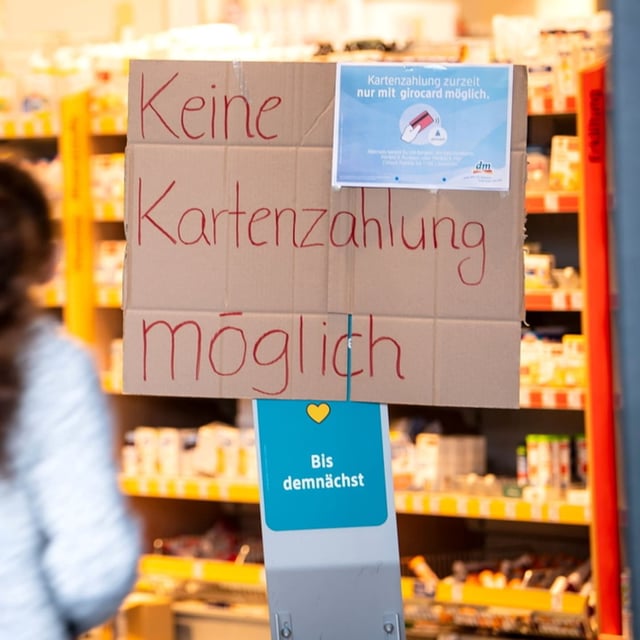 Keine
Kartenzahlung
möglich
Kartenzahlung zurzeit
nur mit girocard möglich.
dm
Bis
demnächst